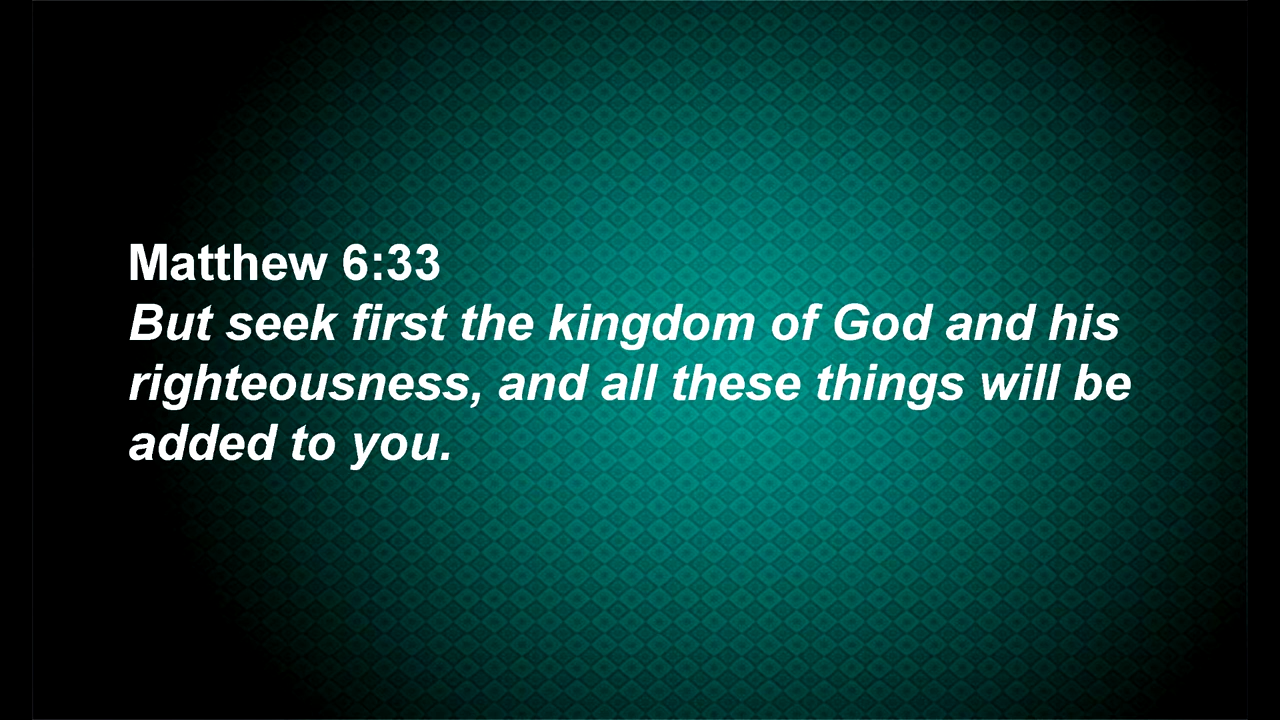 Matthew 6:33
But seek first the kingdom of God and his
righteousness, and all these things will be
added to you.